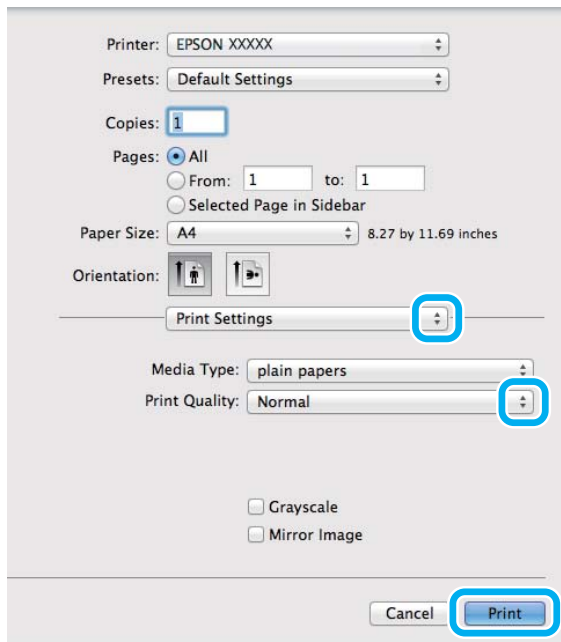 Printer: EPSON XXXXX
Presets: Default Settings
Copies: 1
Pages: All
From: 1 to: 1
Selected Page in Sidebar
Paper Size: A4 8.27 by 11.69 inches
Orientation:
Print Settings
Media Type: plain papers
Print Quality: Normal
Grayscale
Mirror Image
Cancel Print